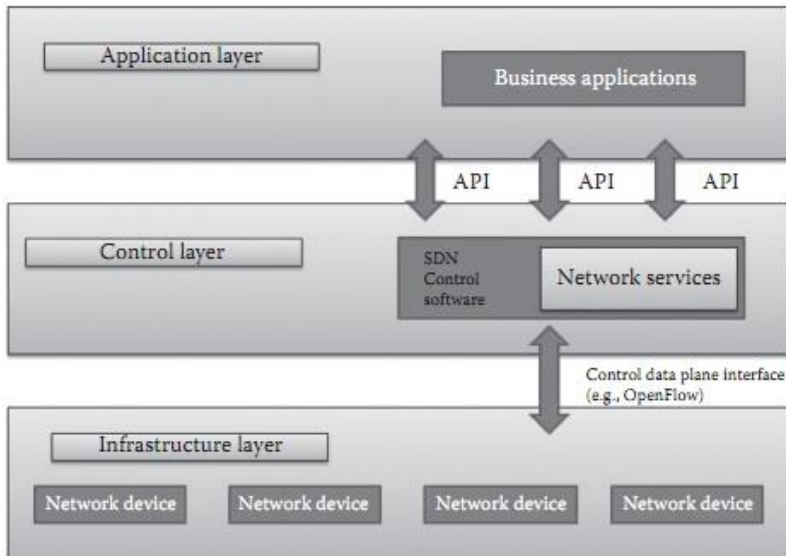 Application layer
Business applications
API
API
API
Control layer
SDN
Control
software
Network services
Control data plane interface
(e.g., OpenFlow)
Infrastructure layer
Network device
Network device
Network device
Network device